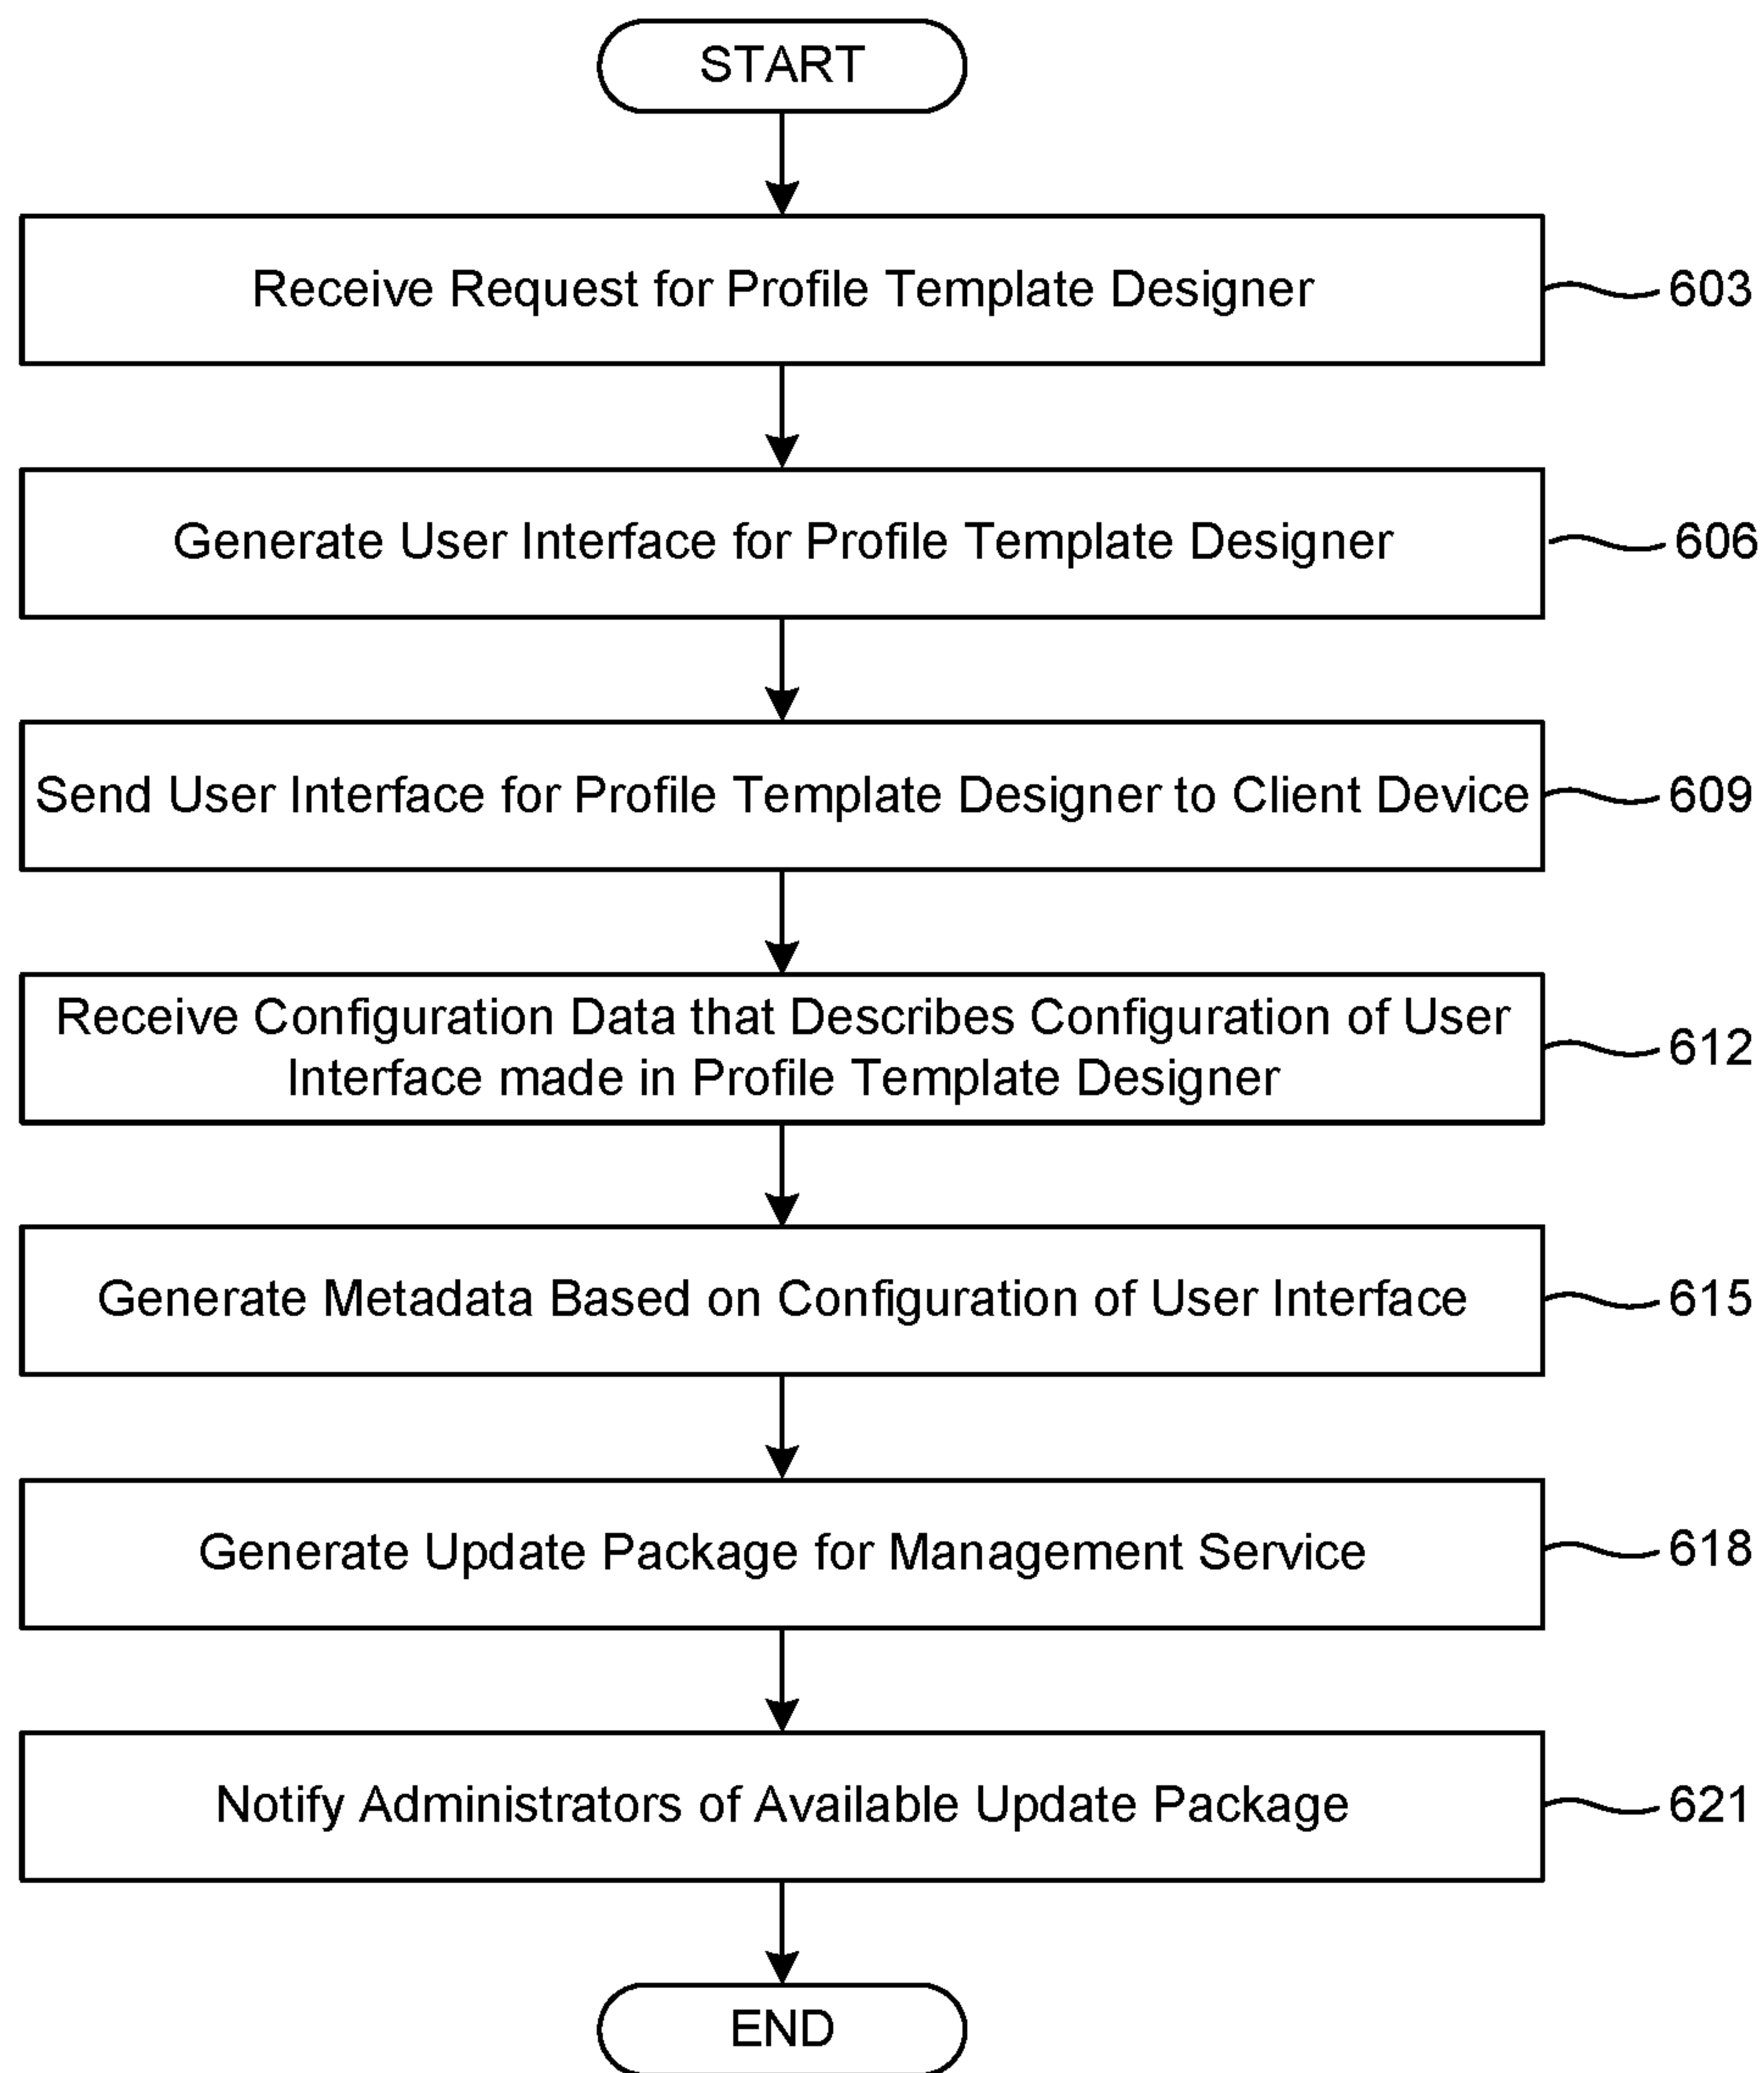 START
Receive Request for Profile Template Designer
603
Generate User Interface for Profile Template Designer
606
Send User Interface for Profile Template Designer to Client Device
609
Receive Configuration Data that Describes Configuration of User
Interface made in Profile Template Designer
612
Generate Metadata Based on Configuration of User Interface
615
Generate Update Package for Management Service
618
Notify Administrators of Available Update Package
621
END